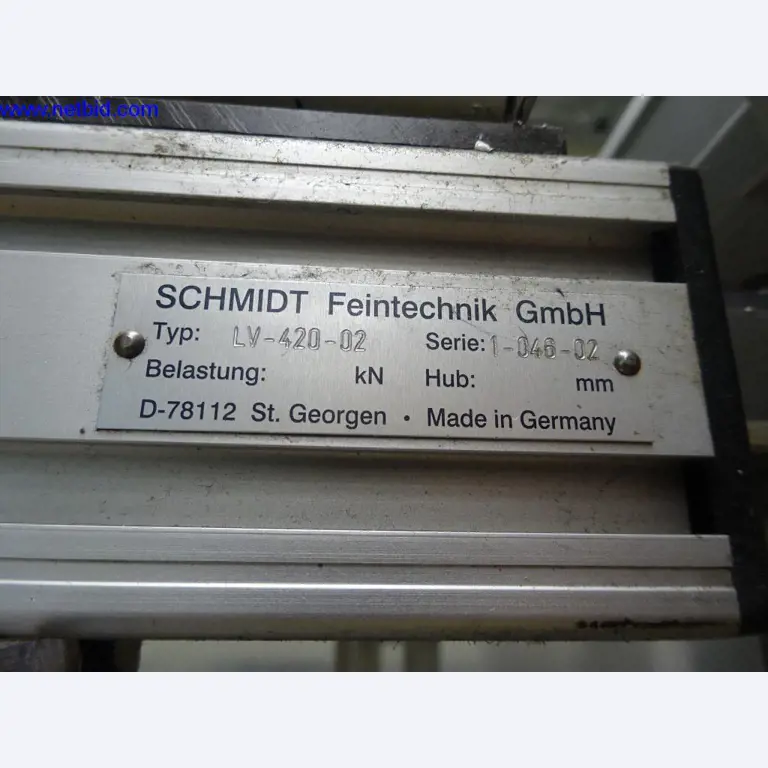 www.netbid.com
SCHMIDT Feintechnik GmbH
Typ: LV-420-02 Serie: 1-046-02
Belastung: kN Hub: mm
D-78112 St. Georgen · Made in Germany